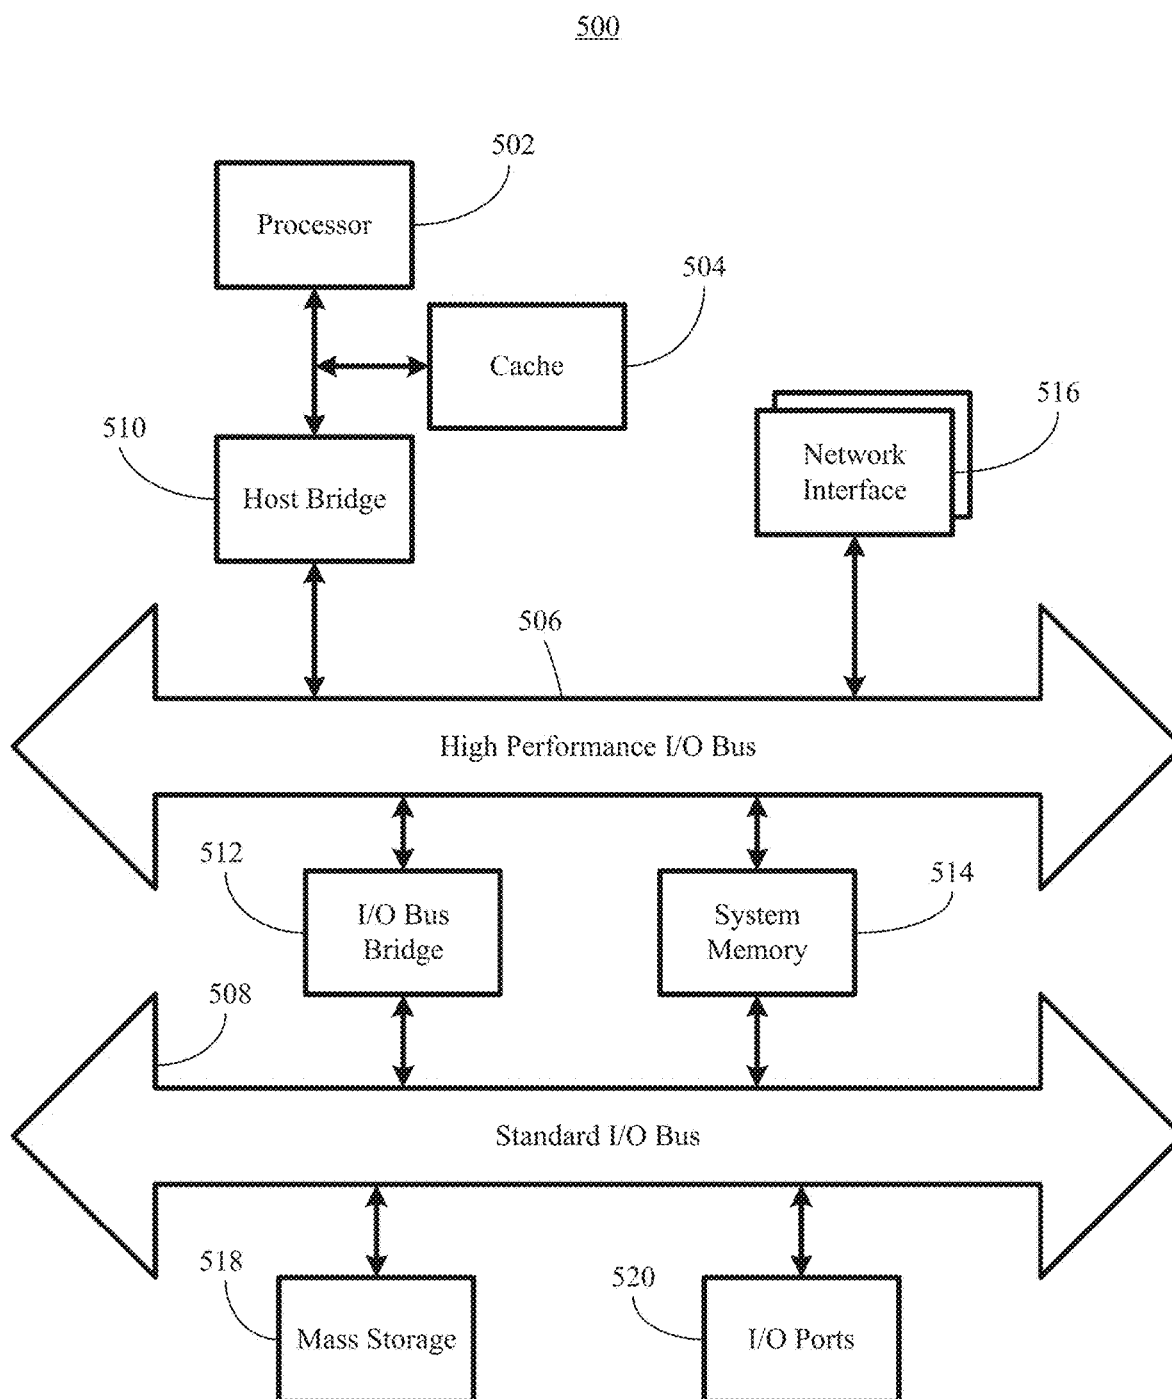 500
502
Processor
504
Cache
510
516
Network
Interface
Host Bridge
506
High Performance I/O Bus
512
514
I/O Bus
Bridge
System
Memory
508
Standard I/O Bus
518
520
Mass Storage
I/O Ports